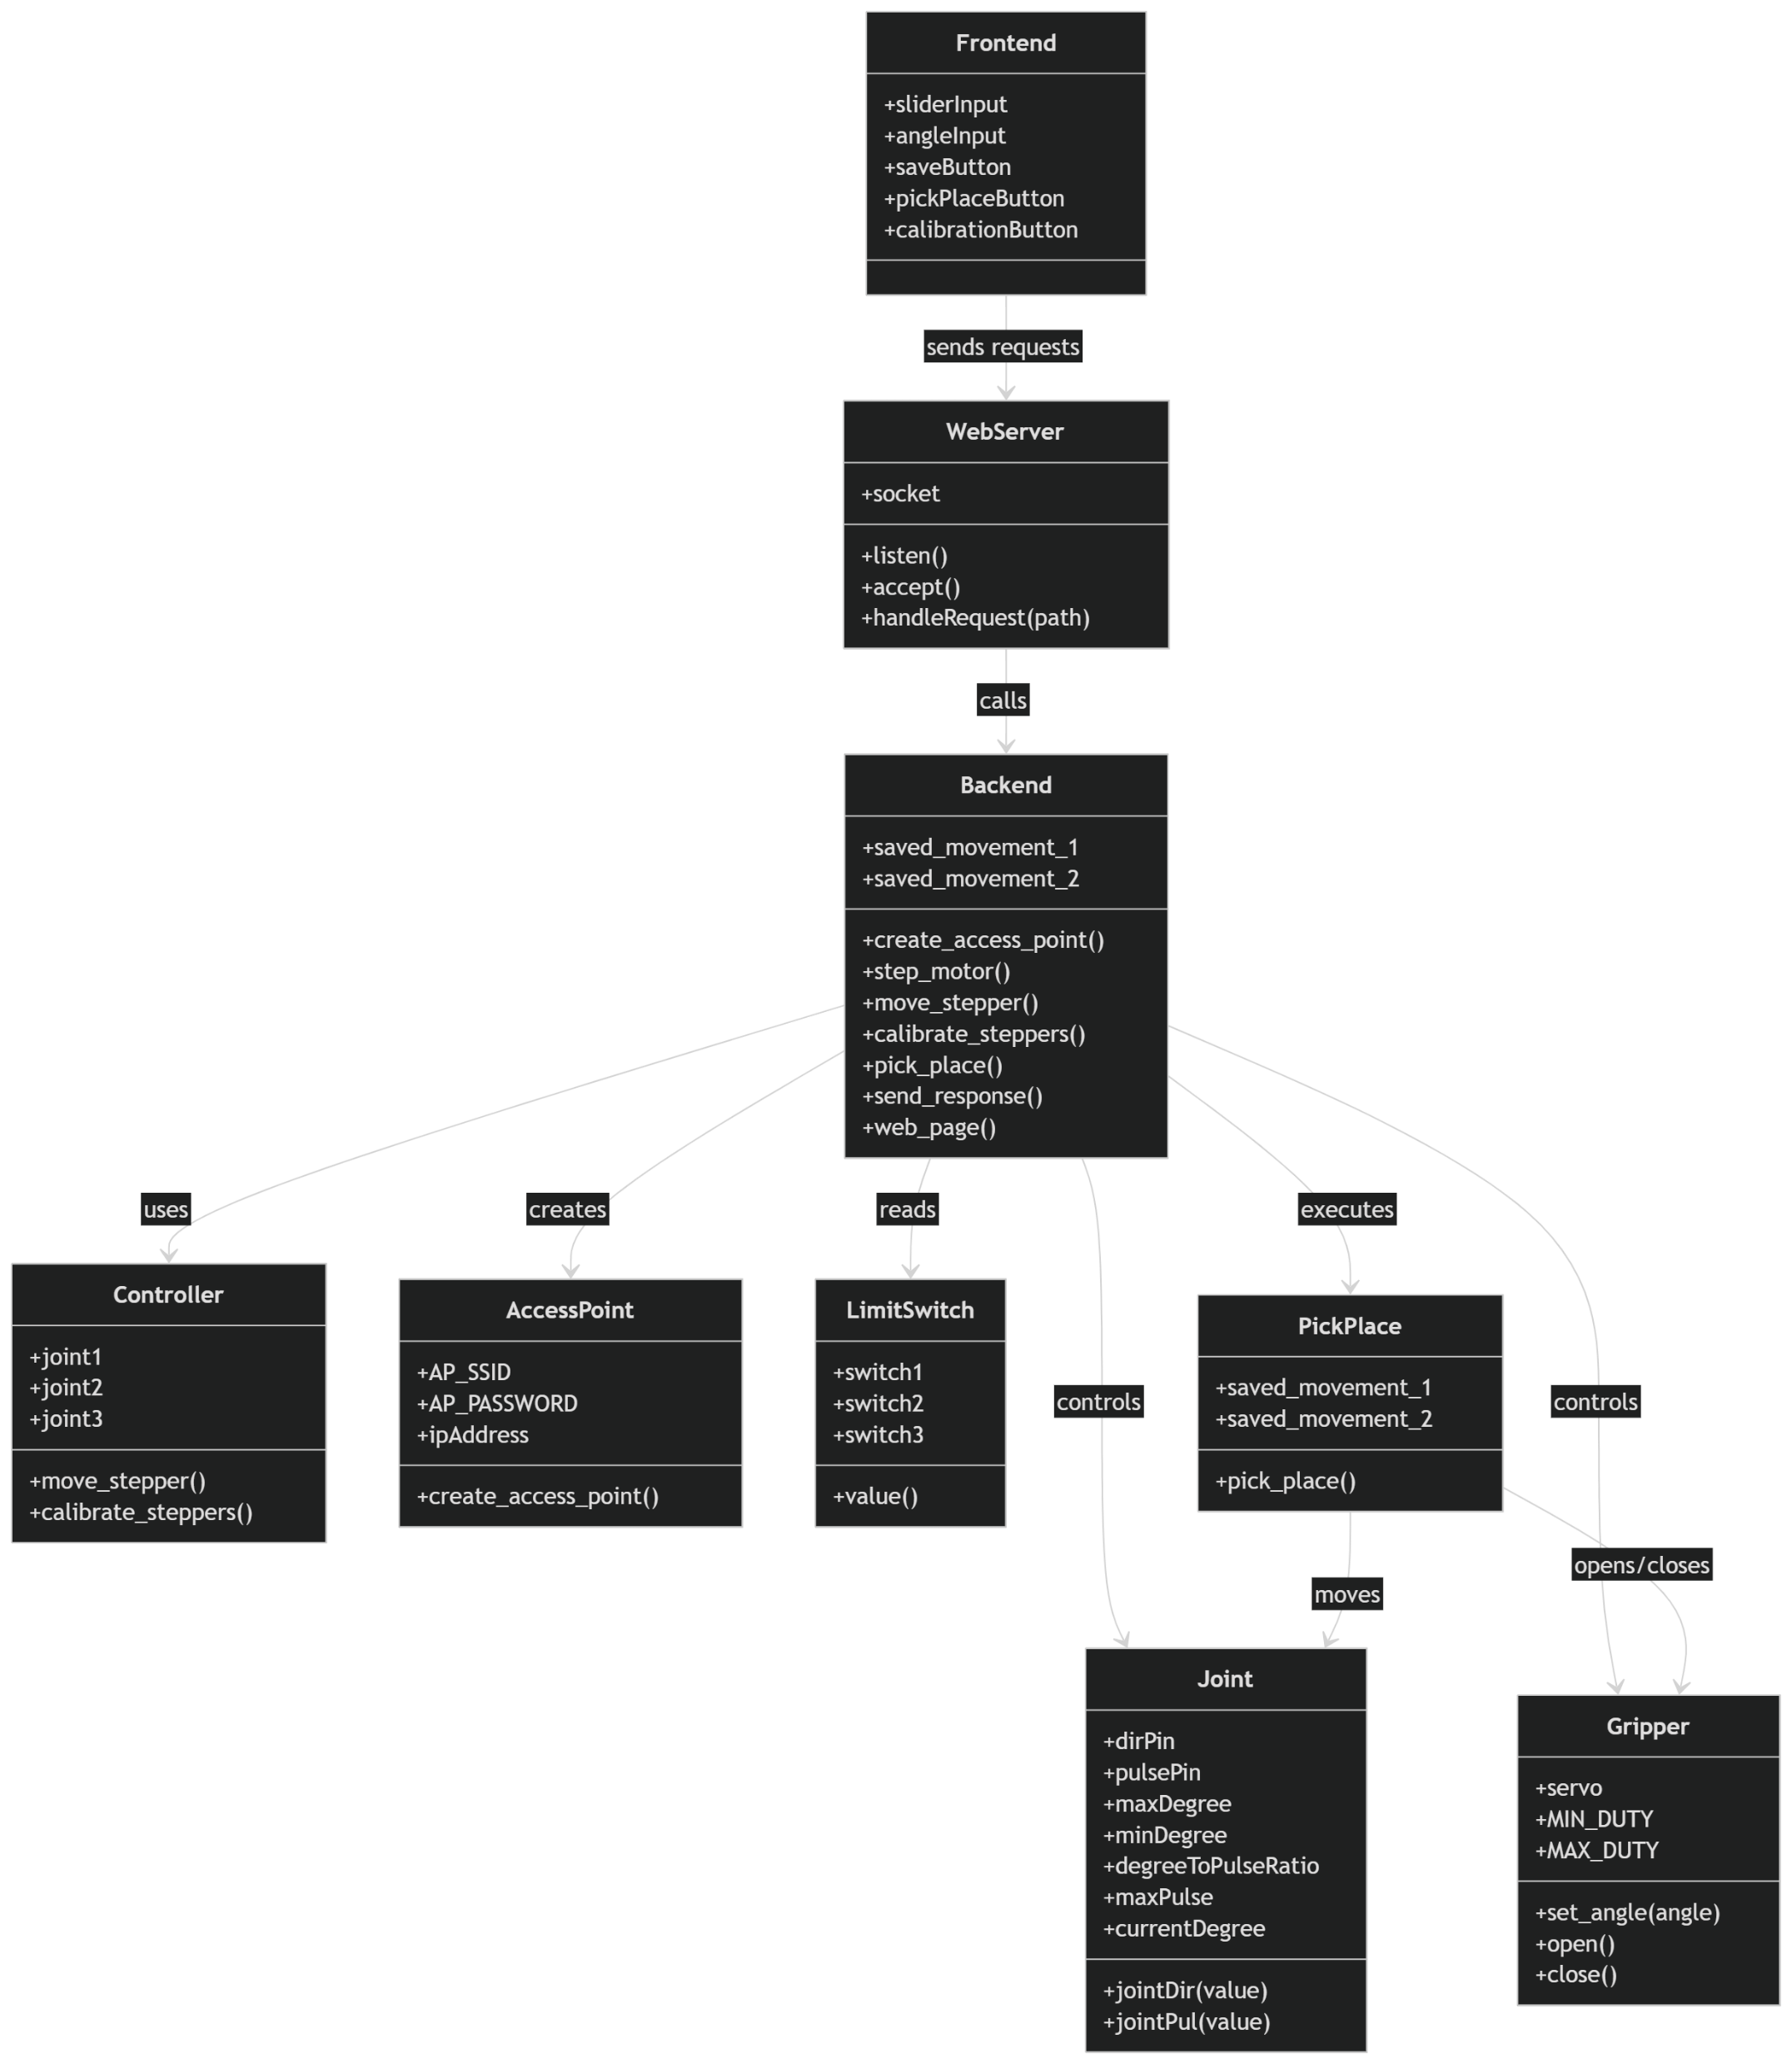 Frontend
+sliderInput
+angleInput
+saveButton
+pickPlaceButton
+calibrationButton
sends requests
WebServer
+socket
+listen()
+accept()
+handleRequest(path)
calls
Backend
+saved_movement_1
+saved_movement_2
+create_access_point()
+step_motor()
+move_stepper()
+calibrate_steppers()
+pick_place()
+send_response()
+web_page()
uses
creates
reads
executes
controls
controls
Controller
+joint1
+joint2
+joint3
+move_stepper()
+calibrate_steppers()
AccessPoint
+AP_SSID
+AP_PASSWORD
+ipAddress
+create_access_point()
LimitSwitch
+switch1
+switch2
+switch3
+value()
PickPlace
+saved_movement_1
+saved_movement_2
+pick_place()
opens/closes
moves
Joint
+dirPin
+pulsePin
+maxDegree
+minDegree
+degreeToPulseRatio
+maxPulse
+currentDegree
+jointDir(value)
+jointPul(value)
Gripper
+servo
+MIN_DUTY
+MAX_DUTY
+set_angle(angle)
+open()
+close()